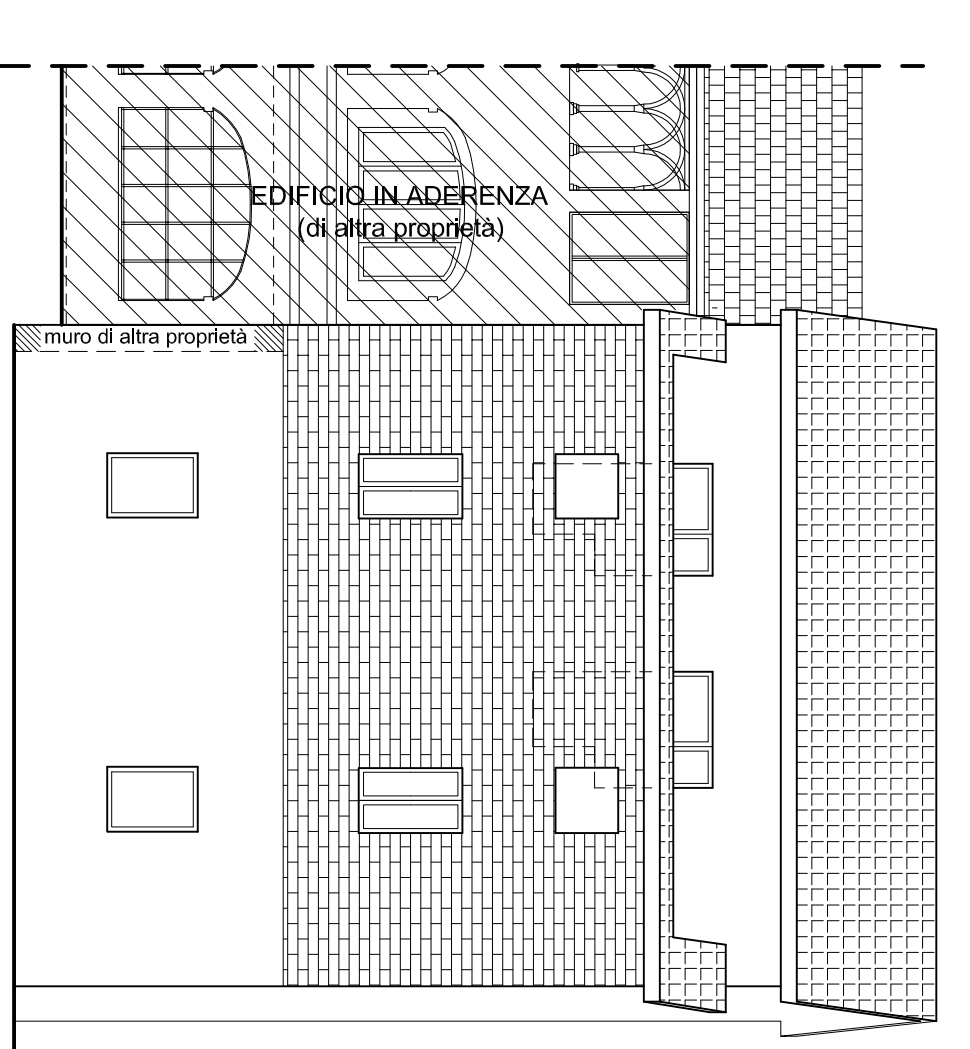 EDIFICIO IN ADERENZA
(di altra proprietà)
muro di altra proprietà